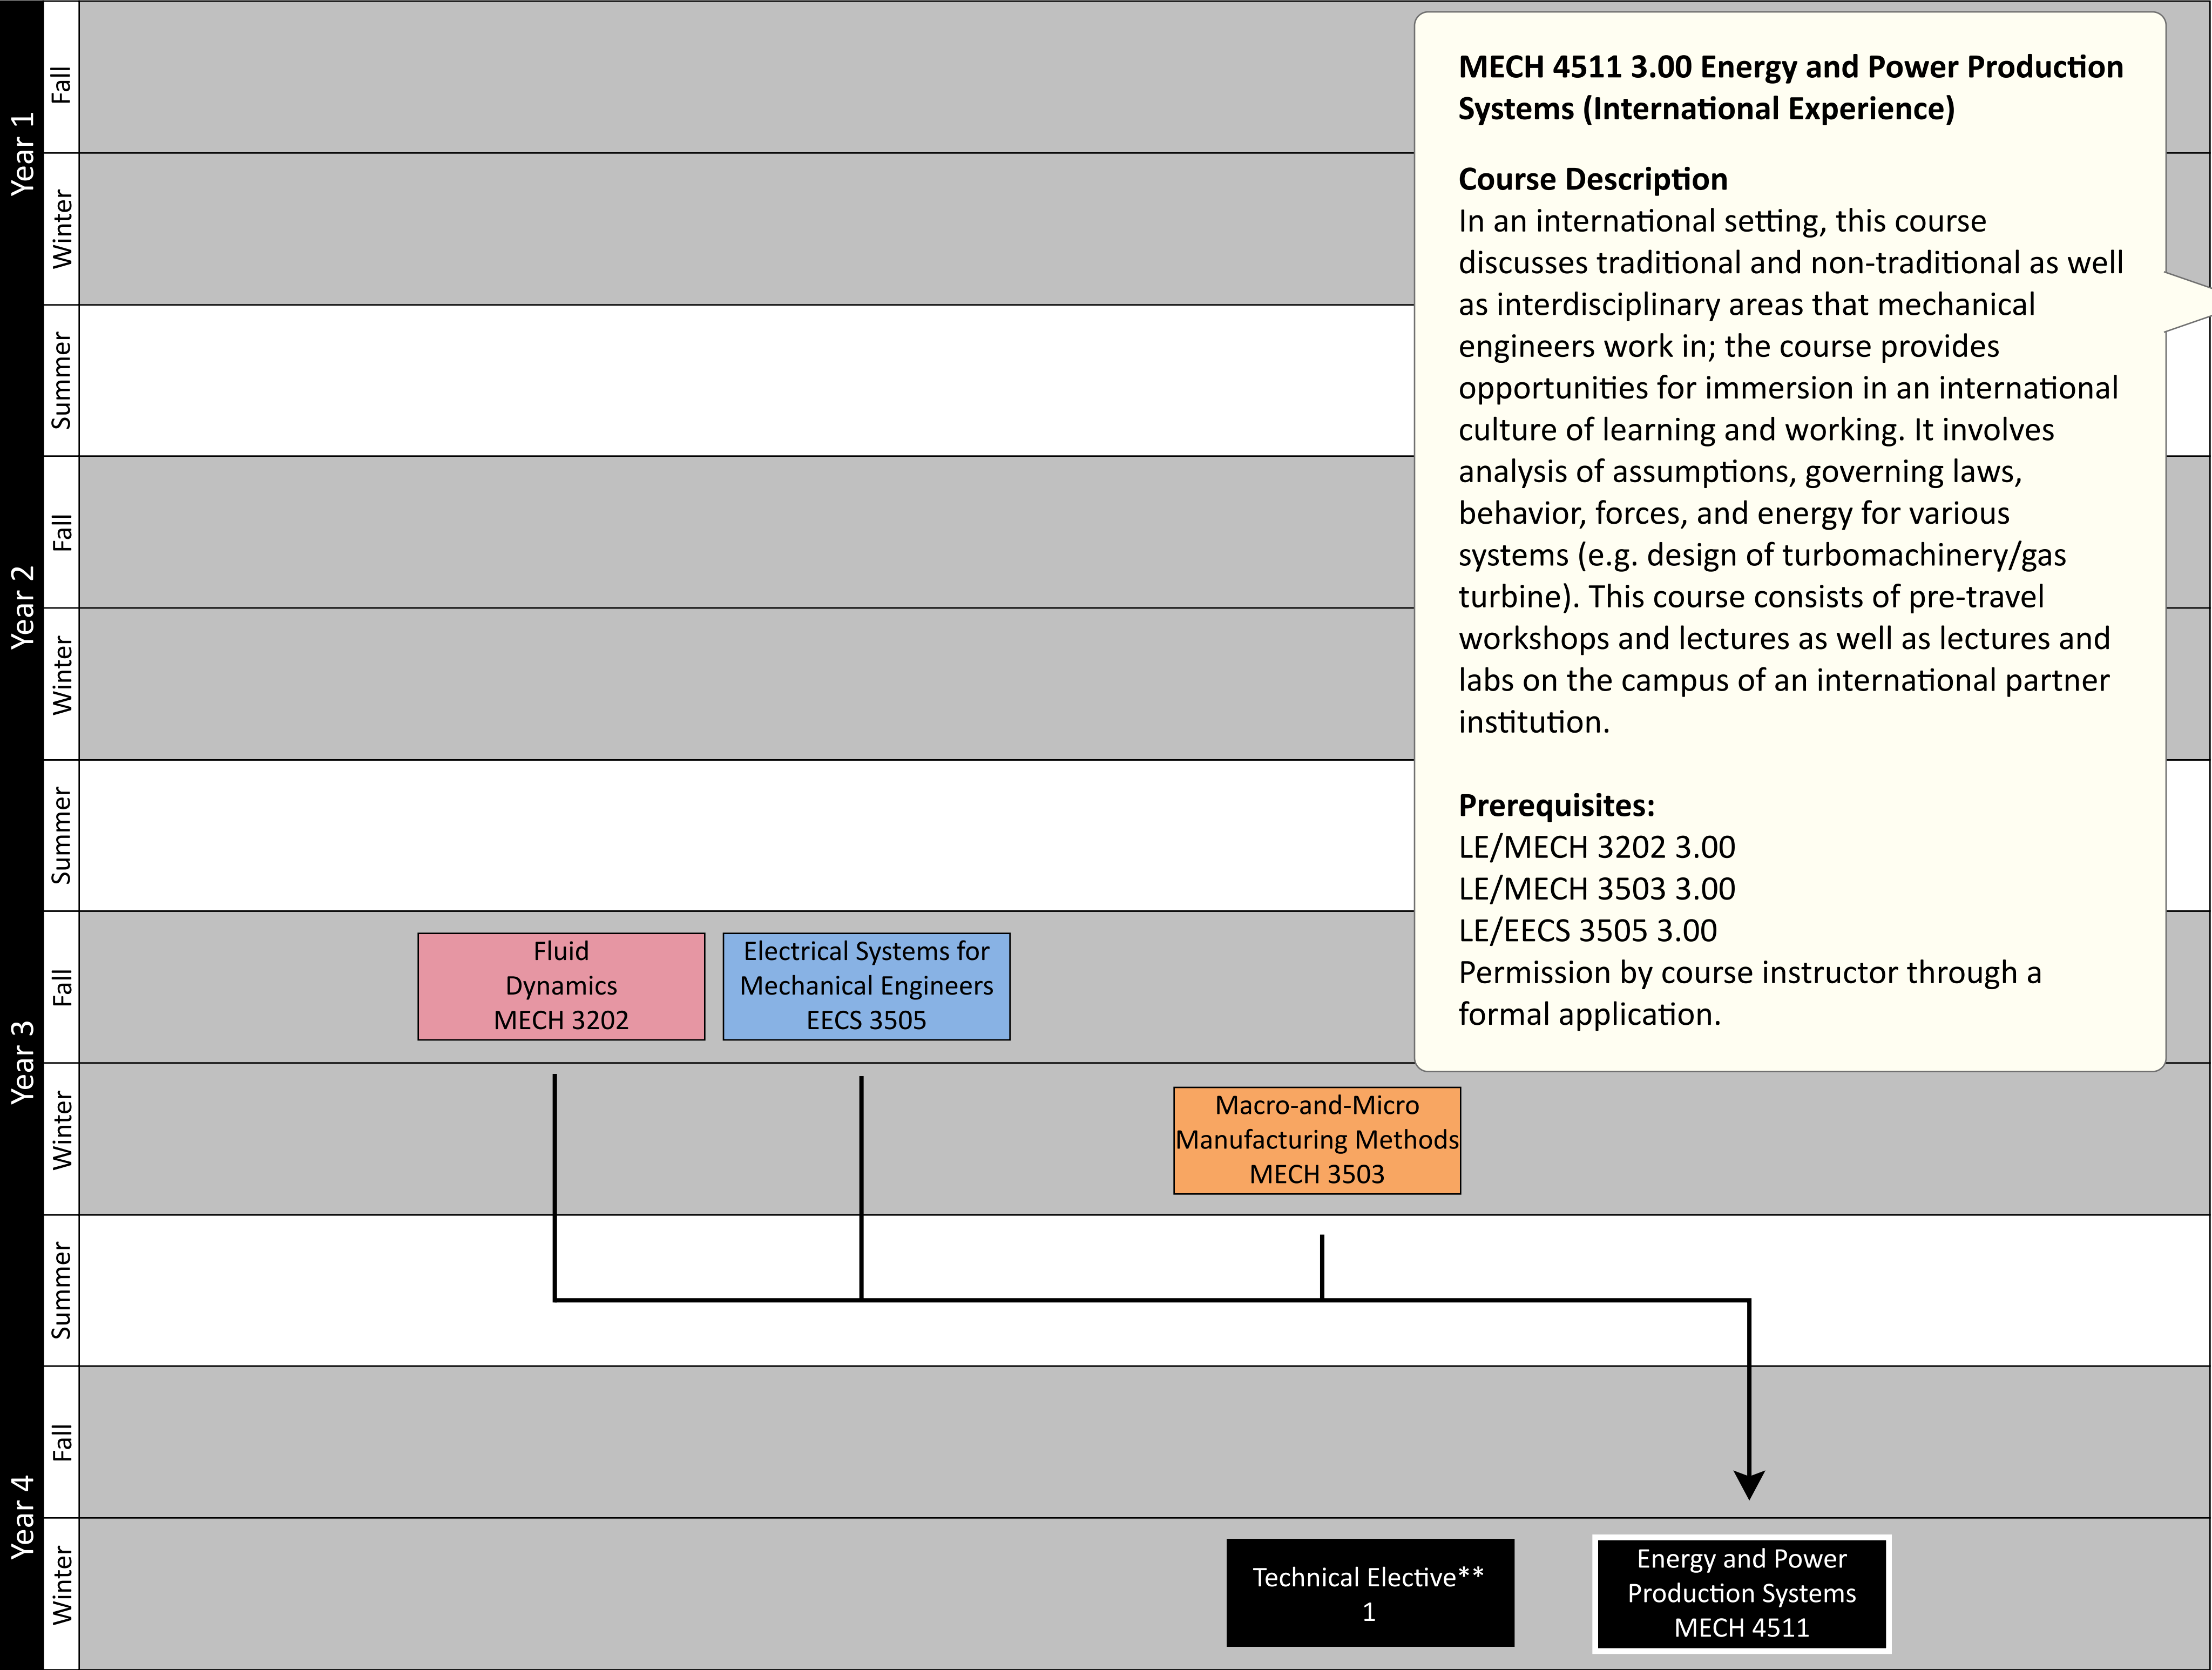 Year 1
Fall
Winter
Summer
Year 2
Fall
Winter
Summer
Year 3
Fall
Winter
Summer
Year 4
Fall
Winter
MECH 4511 3.00 Energy and Power Production
Systems (International Experience)
Course Description
In an international setting, this course
discusses traditional and non-traditional as well
as interdisciplinary areas that mechanical
engineers work in; the course provides
opportunities for immersion in an international
culture of learning and working. It involves
analysis of assumptions, governing laws,
behavior, forces, and energy for various
systems (e.g. design of turbomachinery/gas
turbine). This course consists of pre-travel
workshops and lectures as well as lectures and
labs on the campus of an international partner
institution.
Prerequisites:
LE/MECH 3202 3.00
LE/MECH 3503 3.00
LE/EECS 3505 3.00
Permission by course instructor through a
formal application.
Fluid
Dynamics
MECH 3202
Electrical Systems for
Mechanical Engineers
EECS 3505
Macro-and-Micro
Manufacturing Methods
MECH 3503
Technical Elective**
1
Energy and Power
Production Systems
MECH 4511